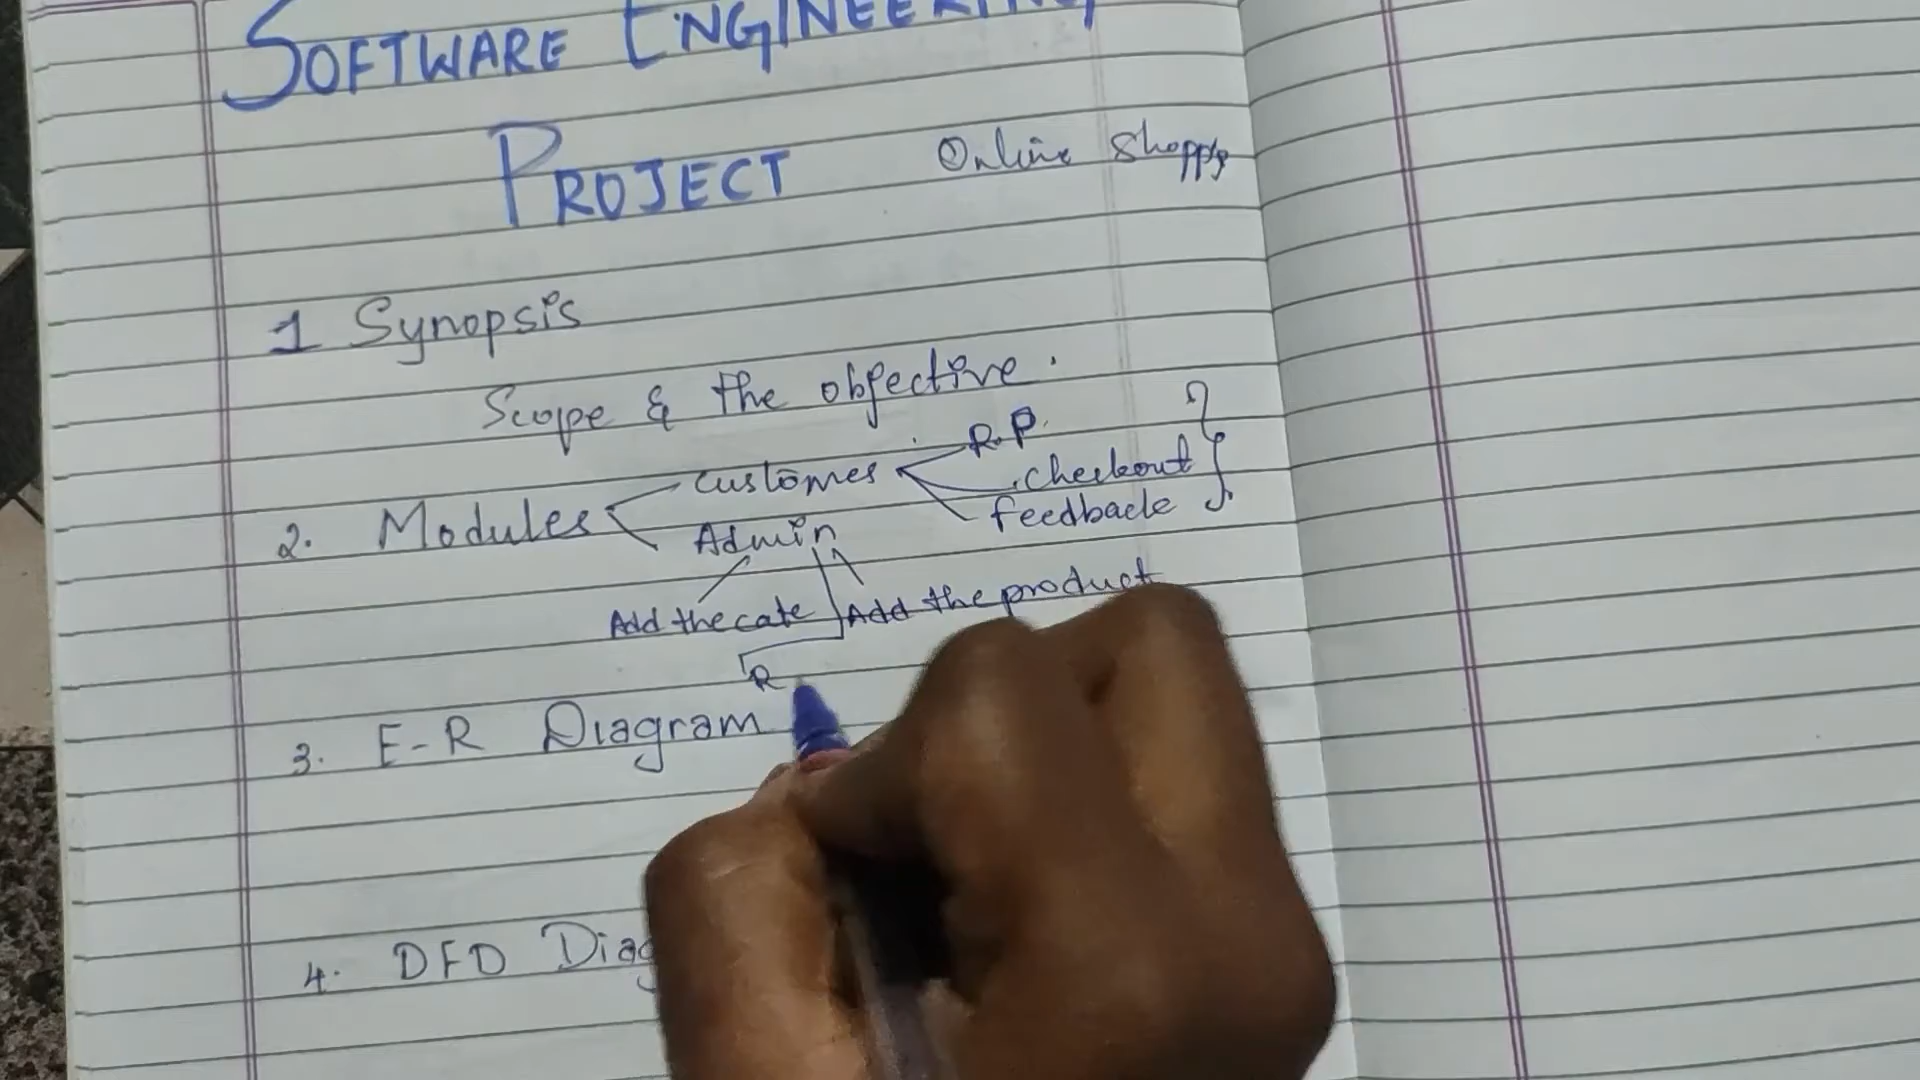 SOFTWARE ENGINEERING
PROJECT Online Shoppg
1 Synopsis
Scope & the objective.
R.P.
customes checkout
2. Modules feedback
Admin
Add the cate Add the product
R
3. E-R Diagram
4. DFD Diag